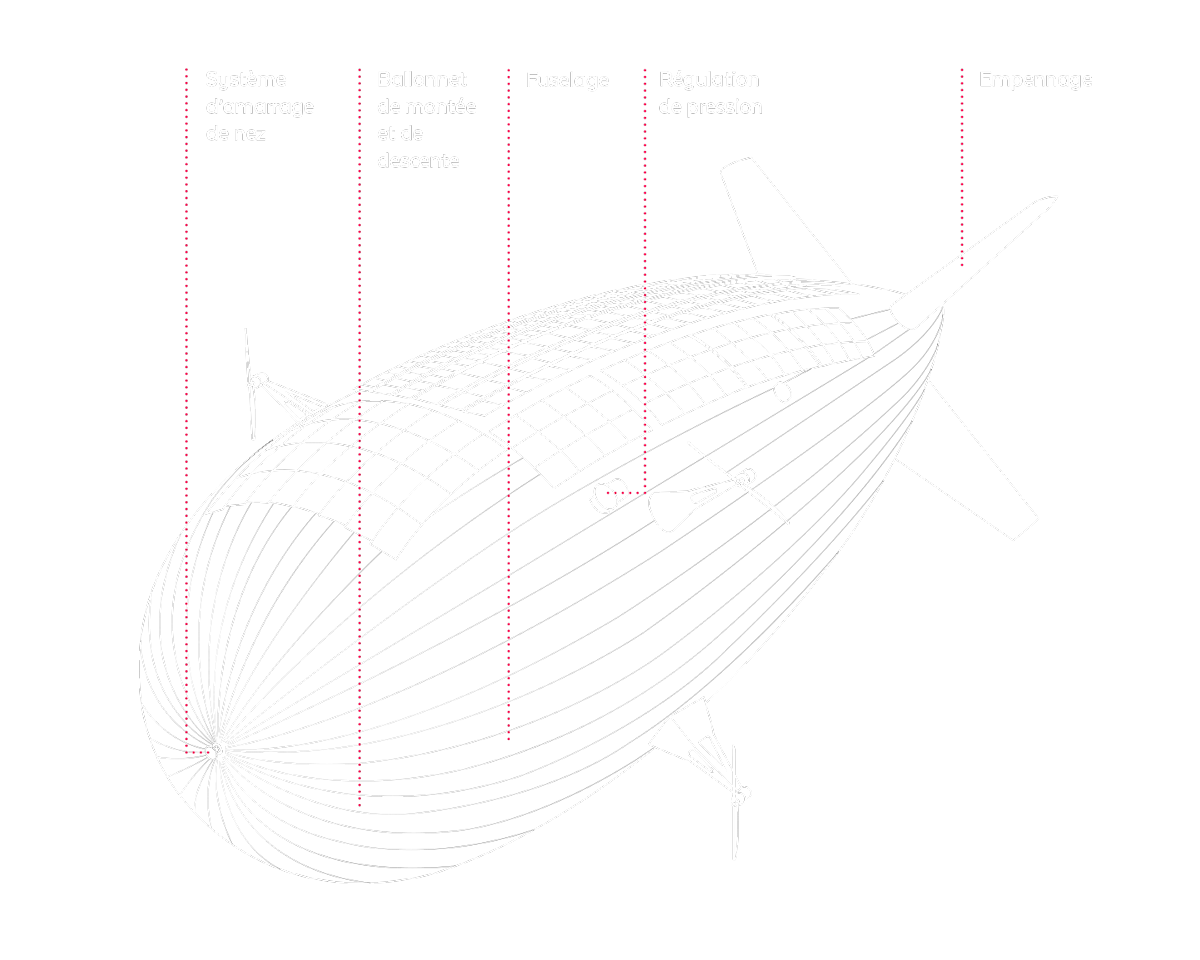 Système
d'amarrage
de nez
Ballonnet
de montée
et de
descente
Fuselage
Régulation
de pression
Empennage